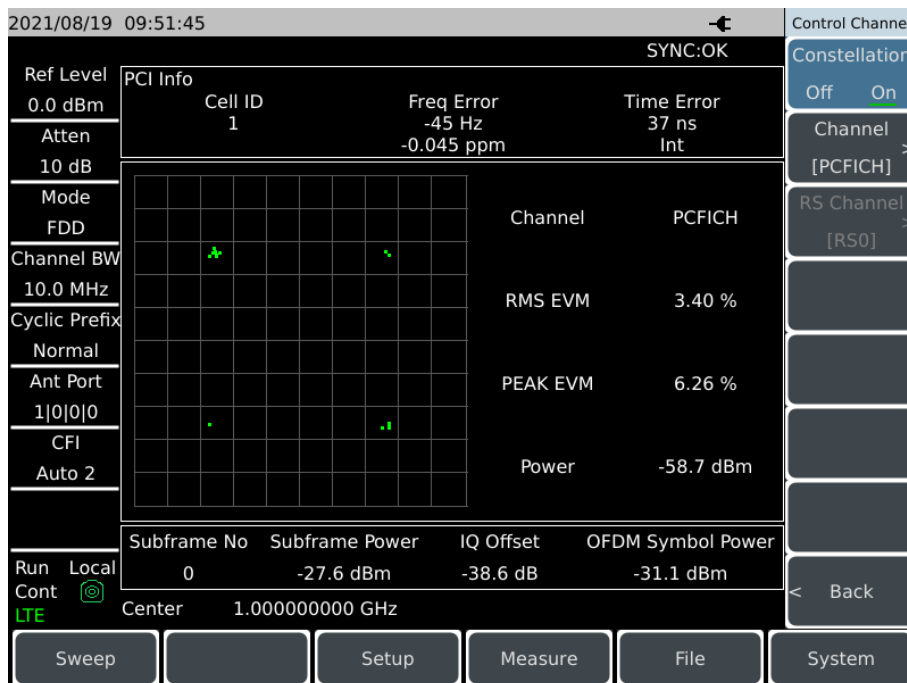 2021/08/19 09:51:45
Control Channe
SYNC:OK
Constellation
Off On
Channel
[PCFICH]
>
RS Channel
[RS0]
>
< Back
Ref Level
0.0 dBm
Atten
10 dB
Mode
FDD
Channel BW
10.0 MHz
Cyclic Prefix
Normal
Ant Port
1|0|0|0
CFI
Auto 2
PCI Info
Cell ID Freq Error Time Error
1 -45 Hz 37 ns
-0.045 ppm Int
Channel PCFICH
RMS EVM 3.40 %
PEAK EVM 6.26 %
Power -58.7 dBm
Subframe No Subframe Power IQ Offset OFDM Symbol Power
0 -27.6 dBm -38.6 dB -31.1 dBm
Run Local
Cont
LTE
Center 1.000000000 GHz
Sweep Setup Measure File System